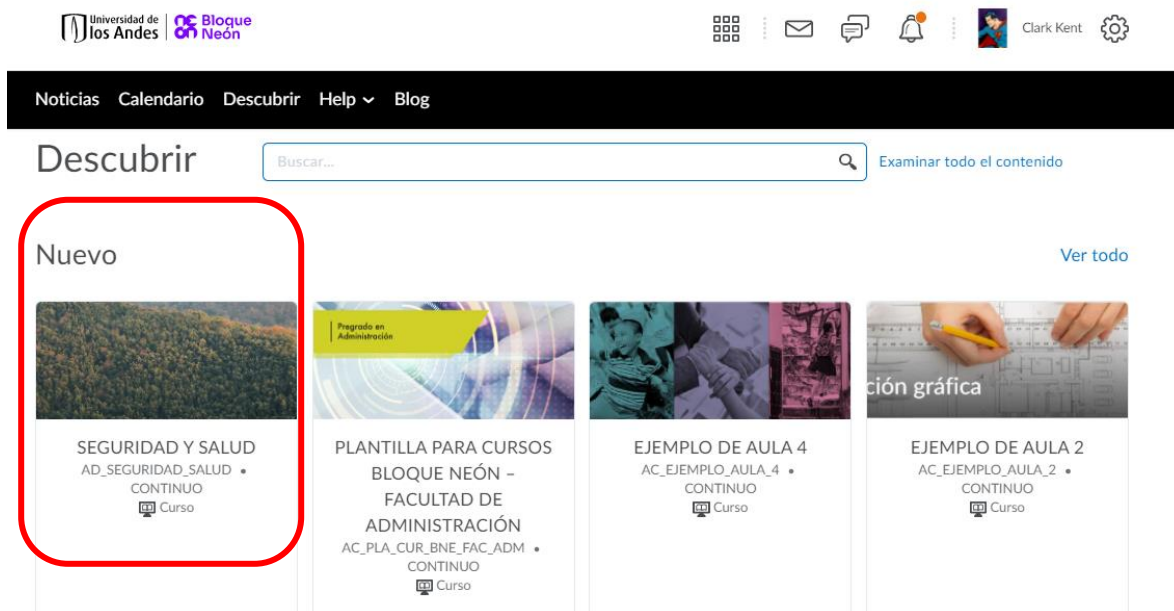 Universidad de
los Andes
Bloque
Neón
Clark Kent
Noticias Calendario Descubrir Help Blog
Descubrir
Buscar...
Examinar todo el contenido
Nuevo
Ver todo
SEGURIDAD Y SALUD
AD_SEGURIDAD_SALUD •
CONTINUO
Curso
Pregrado en
Administración
PLANTILLA PARA CURSOS
BLOQUE NEÓN –
FACULTAD DE
ADMINISTRACIÓN
AC_PLA_CUR_BNE_FAC_ADM •
CONTINUO
Curso
EJEMPLO DE AULA 4
AC_EJEMPLO_AULA_4 •
CONTINUO
Curso
ción gráfica
EJEMPLO DE AULA 2
AC_EJEMPLO_AULA_2 •
CONTINUO
Curso